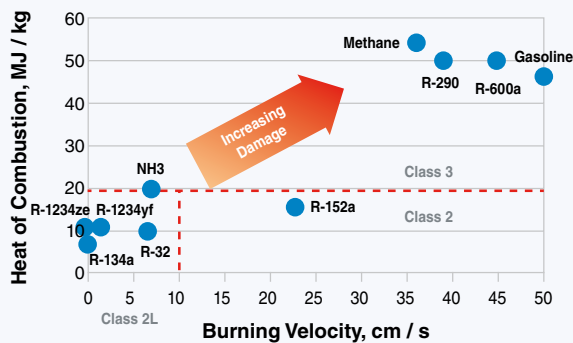 Heat of Combustion, MJ / kg
60
50
40
30
20
10
0
Methane
Gasoline
R-290
R-600a
Increasing
Damage
NH3
Class 3
R-1234ze
R-1234yf
R-152a
Class 2
R-134a
R-32
0
5
10
15
20
25
30
35
40
45
50
Class 2L
Burning Velocity, cm / s